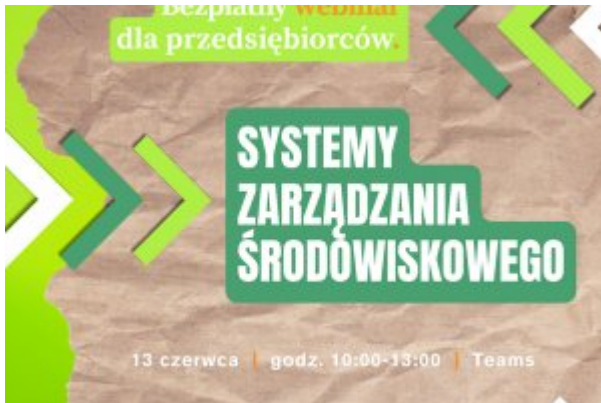 Bezpłatny webinar
dla przedsiębiorców.
SYSTEMY
ZARZĄDZANIA
ŚRODOWISKOWEGO
13 czerwca | godz. 10:00-13:00 | Teams